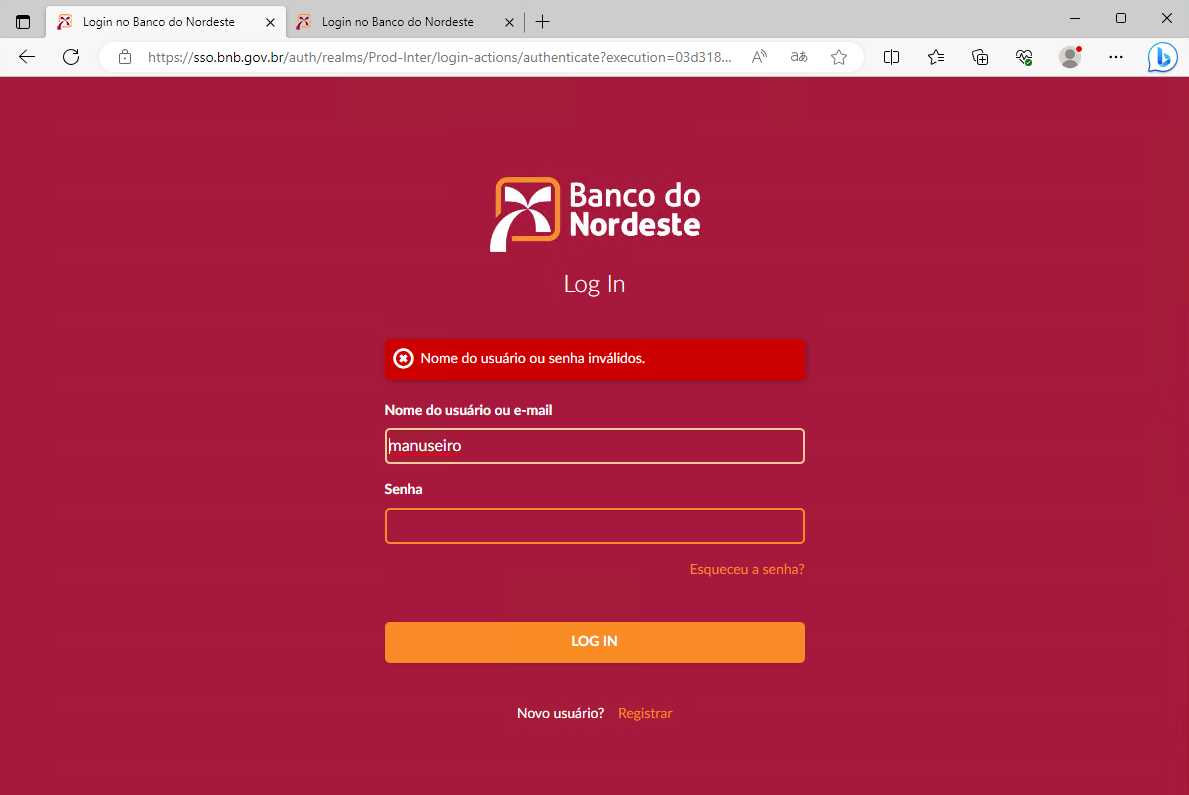 Login no Banco do Nordeste
Login no Banco do Nordeste
https://sso.bnb.gov.br/auth/realms/Prod-Inter/login-actions/authenticate?execution=03d318...
Banco do
Nordeste
Log In
Nome do usuário ou senha inválidos.
Nome do usuário ou e-mail
manuseiro
Senha
Esqueceu a senha?
LOG IN
Novo usuário? Registrar